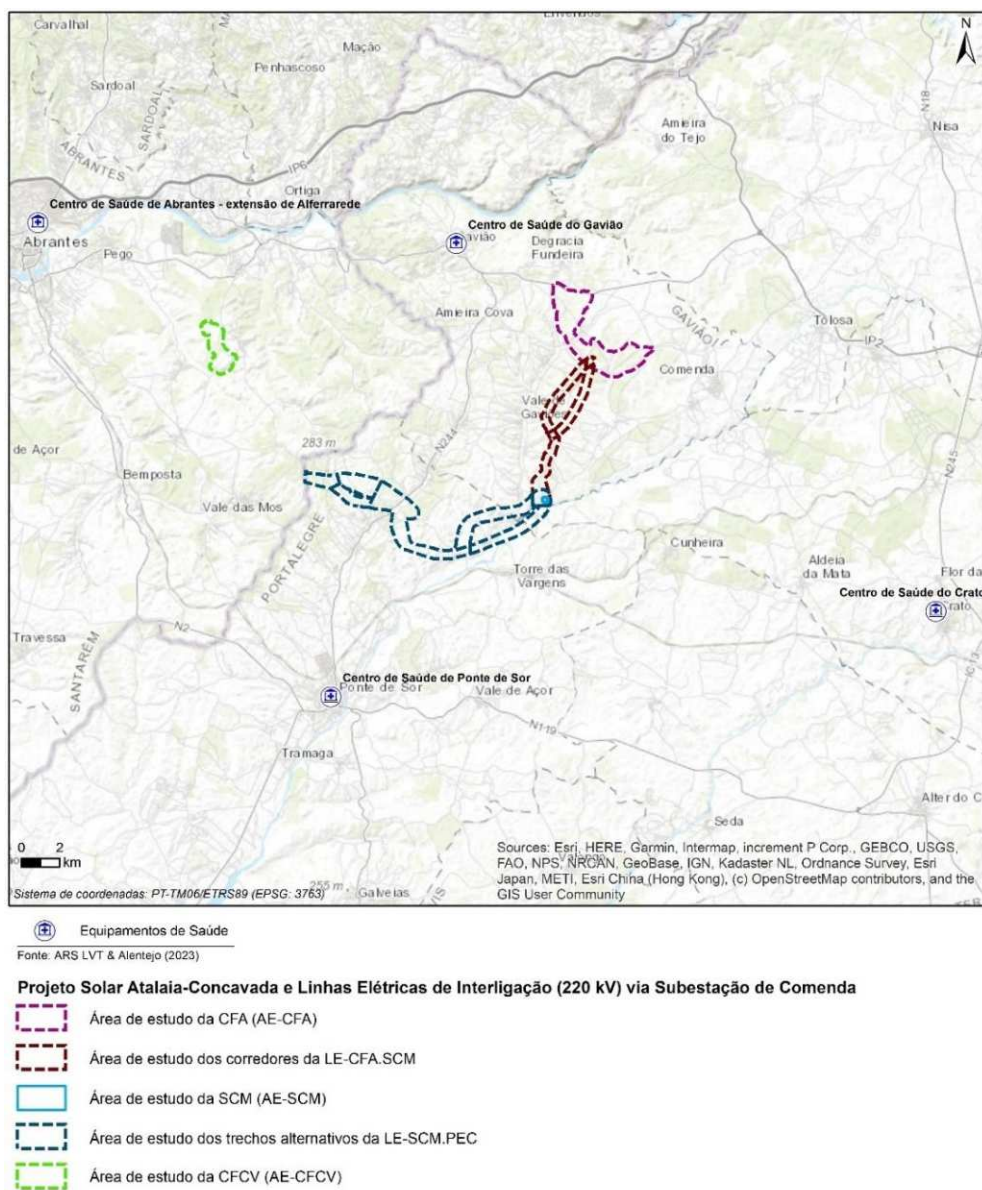 Carvalhal
Envendos
Mação
N
Penhascoso
Sardoal
SARDOAL
N18
Amieira
do Tejo
Nisa
ABRANTES
IP6
Ortiga
Centro de Saúde de Abrantes - extensão de Alferrarede
Centro de Saúde do Gavião
Abrantes
Gavião
Degracia
Fundeira
Pego
Amieira Cova
GAVIÃO
Tolosa
IP2
Comenda
Vale de
Gaviões
283 m
N244
de Açor
N245
Bemposta
Vale das Mos
PORTALEGRE
Cunheira
Torre das
Vargens
Aldeia
da Mata
Flor da
Centro de Saúde do Crato
Crato
Travessa
N2
SANTARÉM
IC13
Centro de Saúde de Ponte de Sor
Ponte de Sor
Vale de Açor
N119
Tramaga
Alter do C
Seda
0 2
km
Sources: Esri, HERE, Garmin, Intermap, increment P Corp., GEBCO, USGS,
FAO, NPS, NRCAN, GeoBase, IGN, Kadaster NL, Ordnance Survey, Esri
Japan, METI, Esri China (Hong Kong), (c) OpenStreetMap contributors, and the
GIS User Community
Sistema de coordenadas: PT-TM06/ETRS89 (EPSG: 3763)
255 m
Galveias
Equipamentos de Saúde
Fonte: ARS LVT & Alentejo (2023)
Projeto Solar Atalaia-Concavada e Linhas Elétricas de Interligação (220 kV) via Subestação de Comenda
Área de estudo da CFA (AE-CFA)
Área de estudo dos corredores da LE-CFA.SCM
Área de estudo da SCM (AE-SCM)
Área de estudo dos trechos alternativos da LE-SCM.PEC
Área de estudo da CFCV (AE-CFCV)